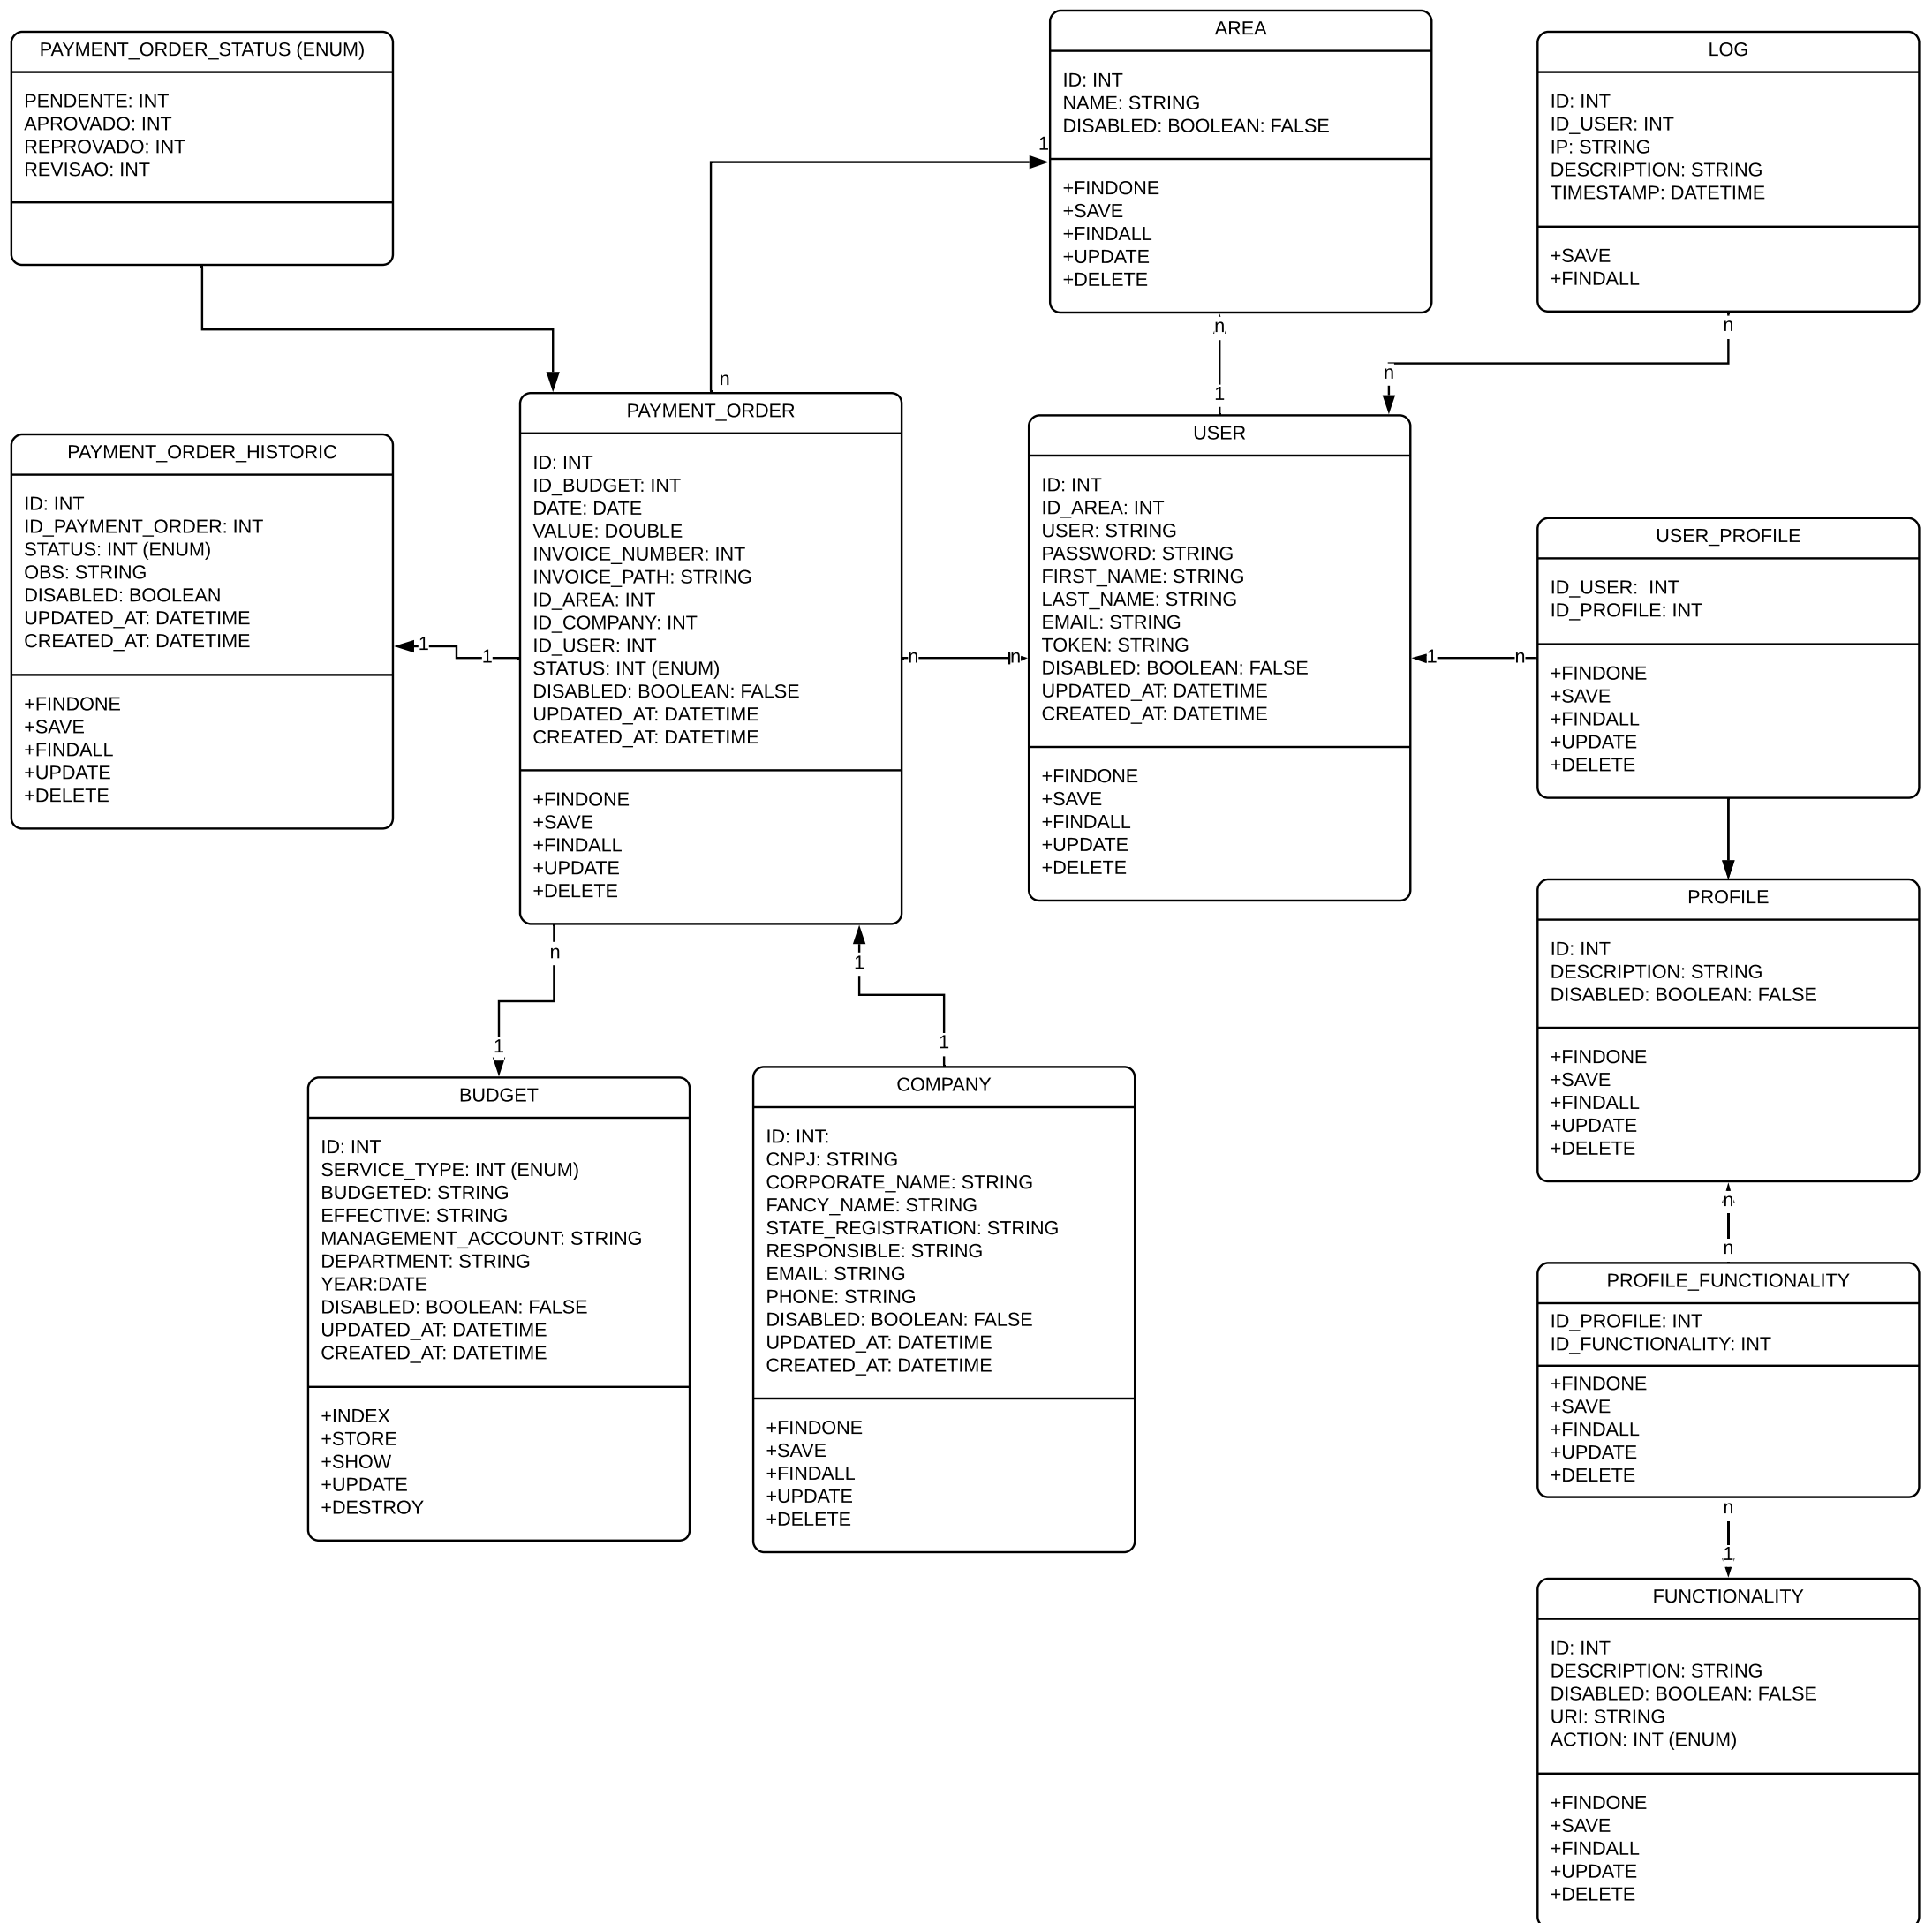 PAYMENT_ORDER_STATUS (ENUM)
PENDENTE: INT
APROVADO: INT
REPROVADO: INT
REVISAO: INT
AREA
ID: INT
NAME: STRING
DISABLED: BOOLEAN: FALSE
+FINDONE
+SAVE
+FINDALL
+UPDATE
+DELETE
LOG
ID: INT
ID_USER: INT
IP: STRING
DESCRIPTION: STRING
TIMESTAMP: DATETIME
+SAVE
+FINDALL
1
n
n
1
n
n
PAYMENT_ORDER_HISTORIC
ID: INT
ID_PAYMENT_ORDER: INT
STATUS: INT (ENUM)
OBS: STRING
DISABLED: BOOLEAN
UPDATED_AT: DATETIME
CREATED_AT: DATETIME
+FINDONE
+SAVE
+FINDALL
+UPDATE
+DELETE
1
1
PAYMENT_ORDER
ID: INT
ID_BUDGET: INT
DATE: DATE
VALUE: DOUBLE
INVOICE_NUMBER: INT
INVOICE_PATH: STRING
ID_AREA: INT
ID_COMPANY: INT
ID_USER: INT
STATUS: INT (ENUM)
DISABLED: BOOLEAN: FALSE
UPDATED_AT: DATETIME
CREATED_AT: DATETIME
+FINDONE
+SAVE
+FINDALL
+UPDATE
+DELETE
n
n
USER
ID: INT
ID_AREA: INT
USER: STRING
PASSWORD: STRING
FIRST_NAME: STRING
LAST_NAME: STRING
EMAIL: STRING
TOKEN: STRING
DISABLED: BOOLEAN: FALSE
UPDATED_AT: DATETIME
CREATED_AT: DATETIME
+FINDONE
+SAVE
+FINDALL
+UPDATE
+DELETE
1
n
USER_PROFILE
ID_USER:  INT
ID_PROFILE: INT
+FINDONE
+SAVE
+FINDALL
+UPDATE
+DELETE
PROFILE
ID: INT
DESCRIPTION: STRING
DISABLED: BOOLEAN: FALSE
+FINDONE
+SAVE
+FINDALL
+UPDATE
+DELETE
n
1
1
1
BUDGET
ID: INT
SERVICE_TYPE: INT (ENUM)
BUDGETED: STRING
EFFECTIVE: STRING
MANAGEMENT_ACCOUNT: STRING
DEPARTMENT: STRING
YEAR:DATE
DISABLED: BOOLEAN: FALSE
UPDATED_AT: DATETIME
CREATED_AT: DATETIME
+INDEX
+STORE
+SHOW
+UPDATE
+DESTROY
COMPANY
ID: INT:
CNPJ: STRING
CORPORATE_NAME: STRING
FANCY_NAME: STRING
STATE_REGISTRATION: STRING
RESPONSIBLE: STRING
EMAIL: STRING
PHONE: STRING
DISABLED: BOOLEAN: FALSE
UPDATED_AT: DATETIME
CREATED_AT: DATETIME
+FINDONE
+SAVE
+FINDALL
+UPDATE
+DELETE
n
n
PROFILE_FUNCTIONALITY
ID_PROFILE: INT
ID_FUNCTIONALITY: INT
+FINDONE
+SAVE
+FINDALL
+UPDATE
+DELETE
n
1
FUNCTIONALITY
ID: INT
DESCRIPTION: STRING
DISABLED: BOOLEAN: FALSE
URI: STRING
ACTION: INT (ENUM)
+FINDONE
+SAVE
+FINDALL
+UPDATE
+DELETE